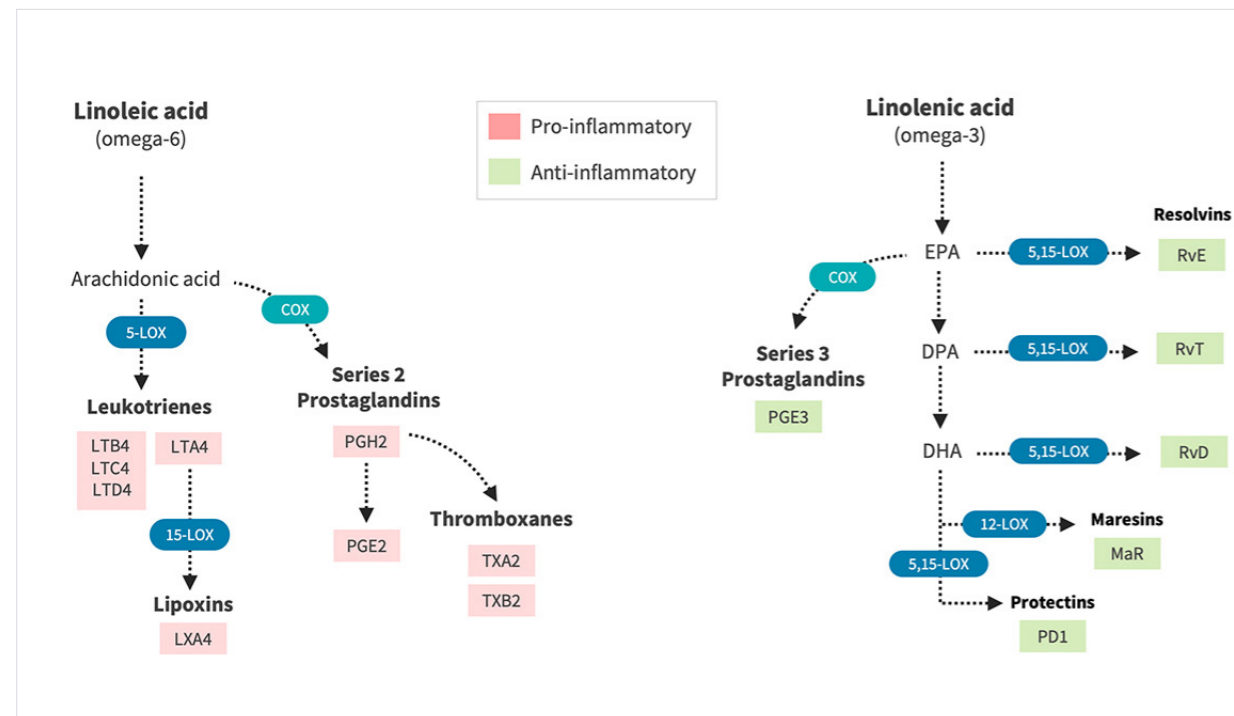 Linoleic acid
(omega-6)
Pro-inflammatory
Anti-inflammatory
Linolenic acid
(omega-3)
Arachidonic acid
5-LOX
COX
Leukotrienes
LTB4
LTC4
LTD4
LTA4
15-LOX
Lipoxins
LXA4
Series 2
Prostaglandins
PGH2
PGE2
Thromboxanes
TXA2
TXB2
EPA
COX
Series 3
Prostaglandins
PGE3
5,15-LOX
Resolvins
RvE
DPA
5,15-LOX
RvT
DHA
5,15-LOX
RvD
12-LOX
Maresins
MaR
5,15-LOX
Protectins
PD1